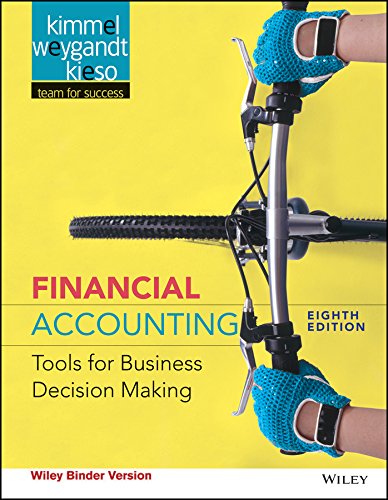 kimmel
weygandt
kieso
team for success
FINANCIAL
ACCOUNTING
EIGHTH
EDITION
Tools for Business
Decision Making
Wiley Binder Version
WILEY